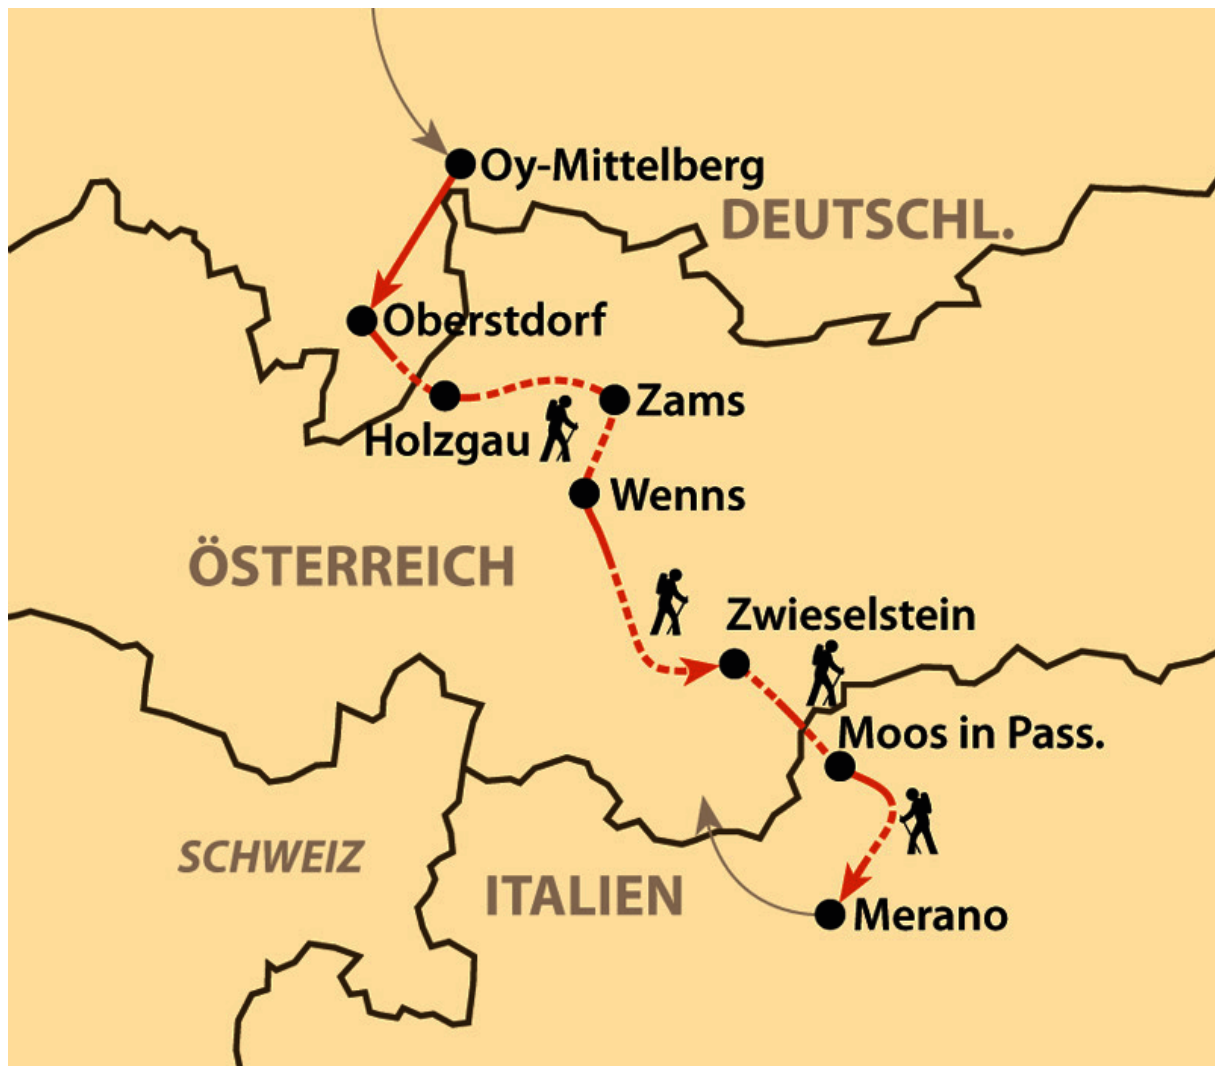 Oy-Mittelberg
DEUTSCHL.
Oberstdorf
Zams
Holzgau
Wenns
ÖSTERREICH
Zwieselstein
Moos in Pass.
SCHWEIZ
ITALIEN
Merano